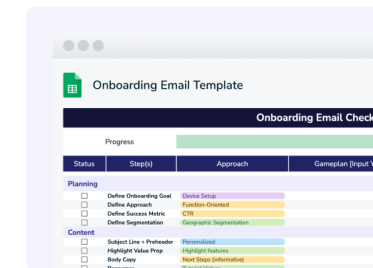 Onboarding Email Template
Onboarding Email Check
Progress
Status Step(s) Approach Gameplan [Input Y
Planning
Define Onboarding Goal Device Setup
Define Approach Function-Oriented
Define Success Metric CTR
Define Segmentation Geographic Segmentation
Content
Subject Line + Preheader Personalized
Highlight Value Prop Highlight features
Body Copy Next Steps (informative)